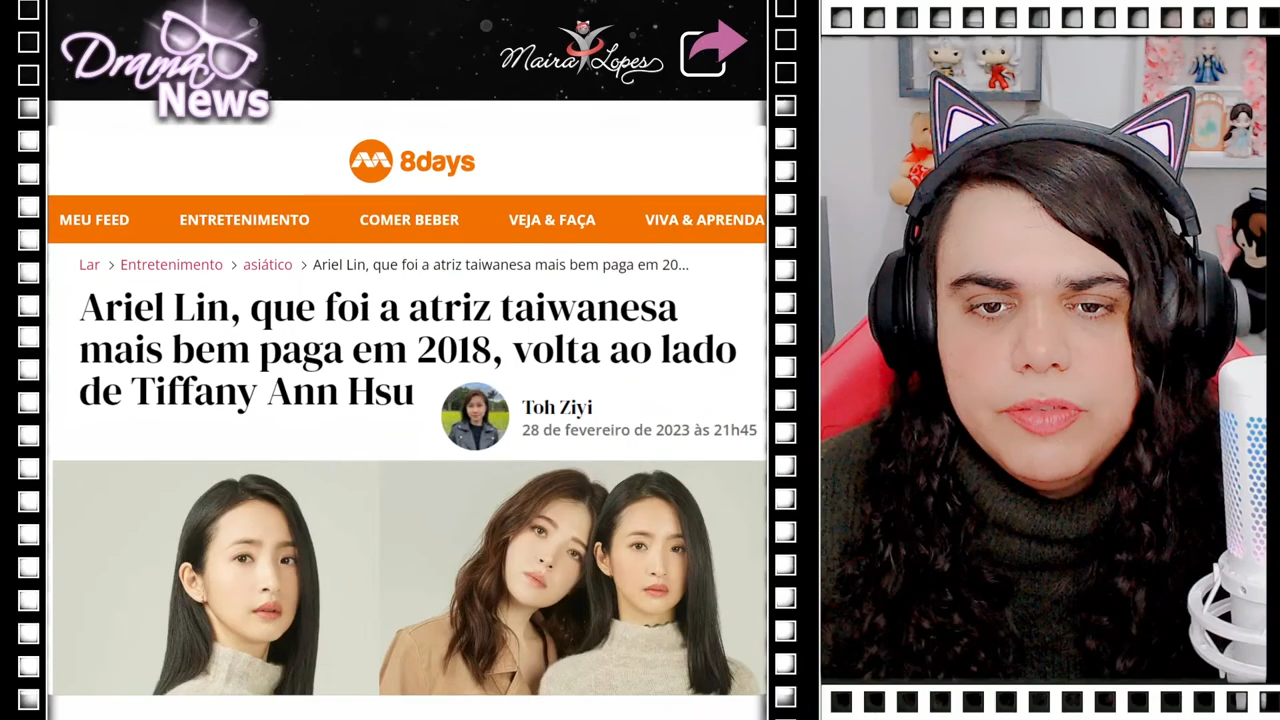 Drama
News
Maira Lopes
8days
MEU FEED ENTRETENIMENTO COMER BEBER VEJA & FAÇA VIVA & APRENDA
Lar > Entretenimento > asiático > Ariel Lin, que foi a atriz taiwanesa mais bem paga em 20...
Ariel Lin, que foi a atriz taiwanesa
mais bem paga em 2018, volta ao lado
de Tiffany Ann Hsu
Toh Ziyi
28 de fevereiro de 2023 às 21h45